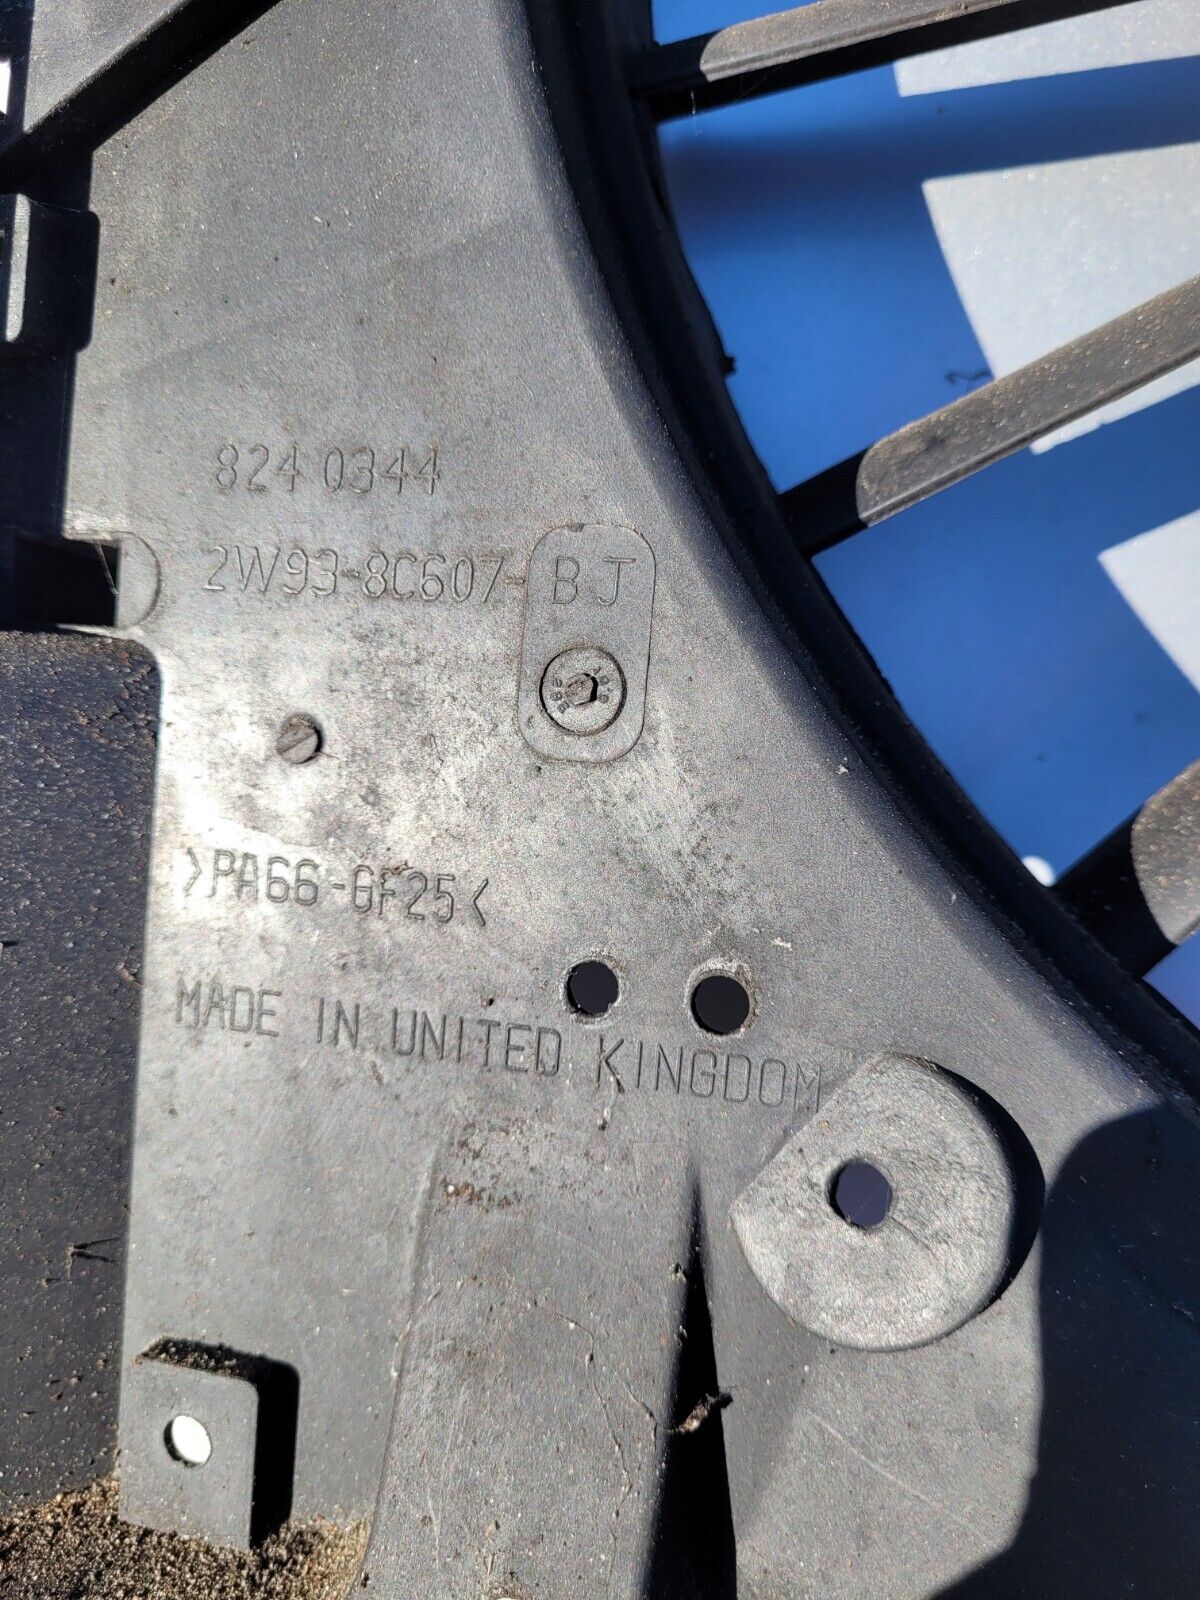 824 0344
2W93-8C607-BJ
>PA66-GF25<
MADE IN UNITED KINGDOM